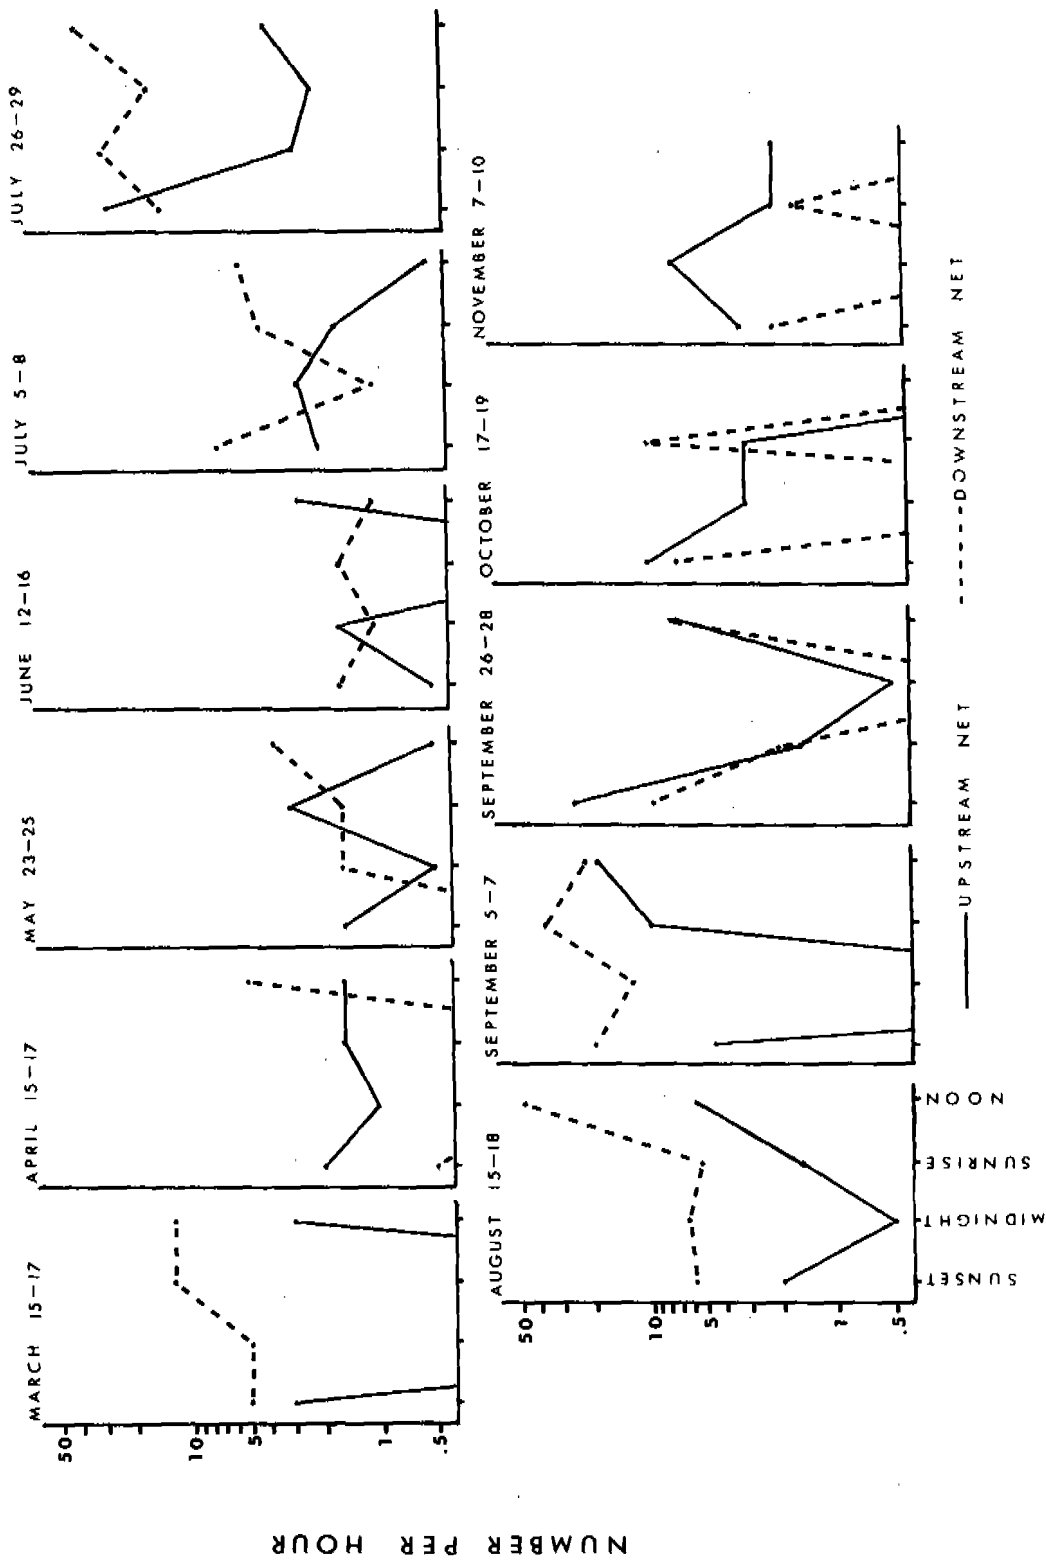 NUMBER PER HOUR
50
10
5
1
.5
MARCH 15-17
APRIL 15-17
MAY 23-25
JUNE 12-16
JULY 5-8
JULY 26-29
50
10
5
1
.5
AUGUST 15-18
SEPTEMBER 5-7
SEPTEMBER 26-28
OCTOBER 17-19
NOVEMBER 7-10
SUNSET
MIDNIGHT
SUNRISE
NOON
UPSTREAM NET
DOWNSTREAM NET